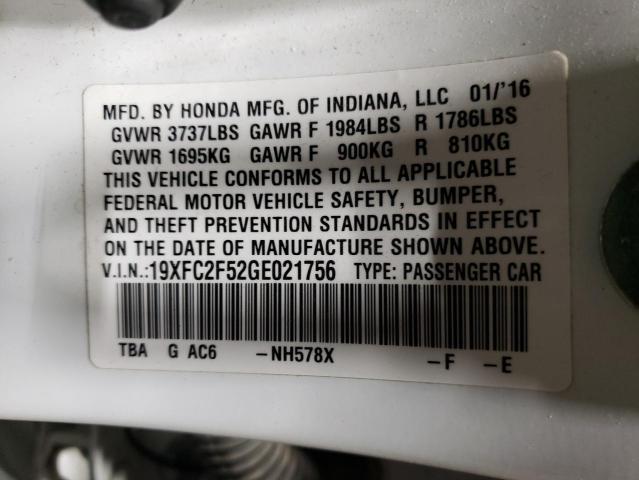 MFD. BY HONDA MFG. OF INDIANA, LLC 01/'16
GVWR 3737LBS GAWR F 1984LBS R 1786LBS
GVWR 1695KG GAWR F 900KG R 810KG
THIS VEHICLE CONFORMS TO ALL APPLICABLE
FEDERAL MOTOR VEHICLE SAFETY, BUMPER,
AND THEFT PREVENTION STANDARDS IN EFFECT
ON THE DATE OF MANUFACTURE SHOWN ABOVE.
V.I.N.:19XFC2F52GE021756 TYPE: PASSENGER CAR
TBA G AC6 -NH578X -F -E